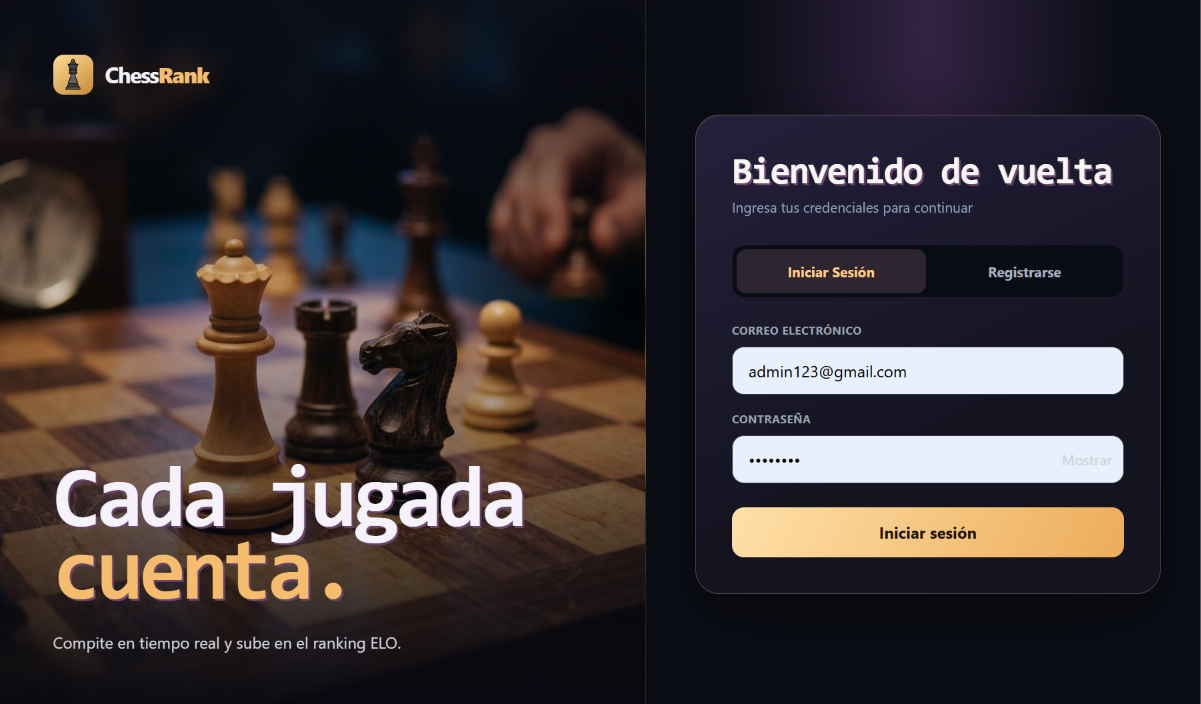 ChessRank
Cada jugada
cuenta.
Compite en tiempo real y sube en el ranking ELO.
Bienvenido de vuelta
Ingresa tus credenciales para continuar
Iniciar Sesión
Registrarse
CORREO ELECTRÓNICO
admin123@gmail.com
CONTRASEÑA
•••••••• Mostrar
Iniciar sesión